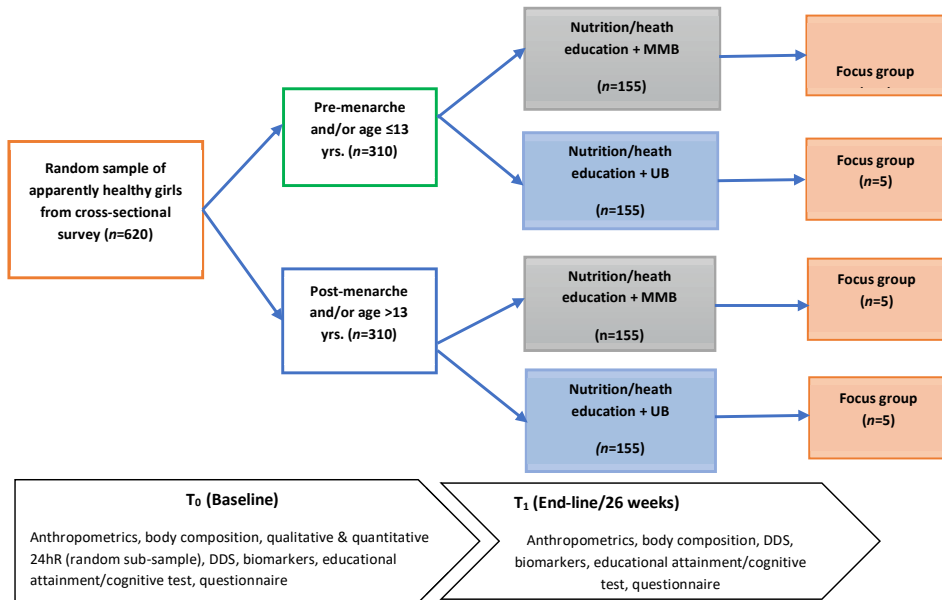 Random sample of
apparently healthy girls
from cross-sectional
survey (n=620)
Pre-menarche
and/or age ≤13
yrs. (n=310)
Post-menarche
and/or age >13
yrs. (n=310)
Nutrition/heath
education + MMB
(n=155)
Nutrition/heath
education + UB
(n=155)
Nutrition/heath
education + MMB
(n=155)
Nutrition/heath
education + UB
(n=155)
Focus group
Focus group
(n=5)
Focus group
(n=5)
Focus group
(n=5)
T₀ (Baseline)
Anthropometrics, body composition, qualitative & quantitative
24hR (random sub-sample), DDS, biomarkers, educational
attainment/cognitive test, questionnaire
T₁ (End-line/26 weeks)
Anthropometrics, body composition, DDS,
biomarkers, educational attainment/cognitive
test, questionnaire